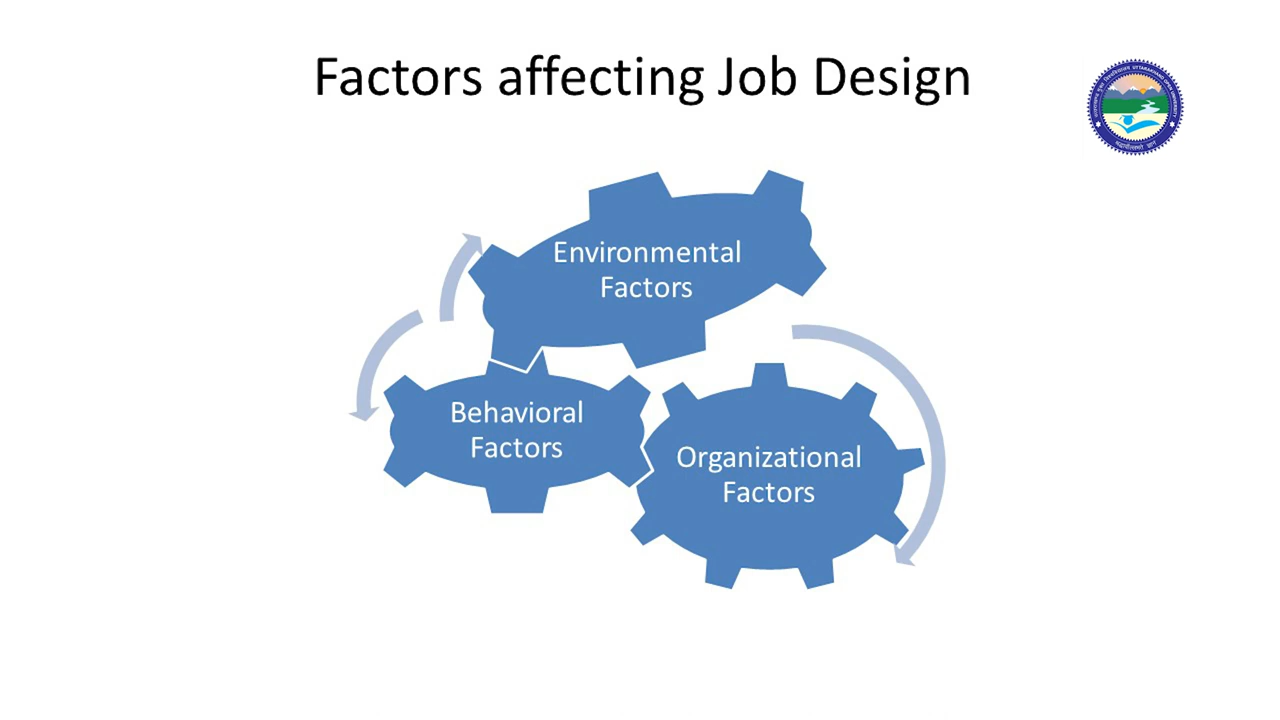 Factors affecting Job Design
Environmental
Factors
Behavioral
Factors
Organizational
Factors